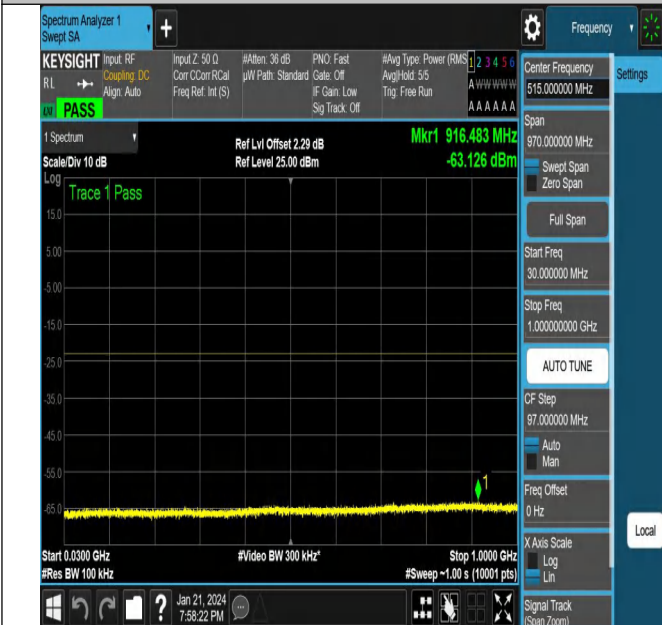 Spectrum Analyzer 1
Swept SA
+
Frequency
KEYSIGHT
RL
PASS
Input: RF
Coupling: DC
Align: Auto
Input Z: 50 Ω
Corr CCorr RCal
Freq Ref: Int (S)
#Atten: 36 dB
µW Path: Standard
PNO: Fast
Gate: Off
IF Gain: Low
Sig Track: Off
#Avg Type: Power (RMS
Avg|Hold: 5/5
Trig: Free Run
1 2 3 4 5 6
A W W W W W
A A A A A A
Center Frequency
515.000000 MHz
Settings
Span
970.000000 MHz
Swept Span
Zero Span
Full Span
Start Freq
30.000000 MHz
Stop Freq
1.000000000 GHz
AUTO TUNE
CF Step
97.000000 MHz
Auto
Man
Freq Offset
0 Hz
X Axis Scale
Log
Lin
Local
Signal Track
(Span Zoom)
1 Spectrum
Scale/Div 10 dB
Ref Lvl Offset 2.29 dB
Ref Level 25.00 dBm
Mkr1 916.483 MHz
-63.126 dBm
Log
Trace 1 Pass
15.0
5.00
-5.00
-15.0
-25.0
-35.0
-45.0
-55.0
-65.0
1
Start 0.0300 GHz
#Res BW 100 kHz
#Video BW 300 kHz*
Stop 1.0000 GHz
#Sweep ~1.00 s (10001 pts)
?
Jan 21, 2024
7:58:22 PM